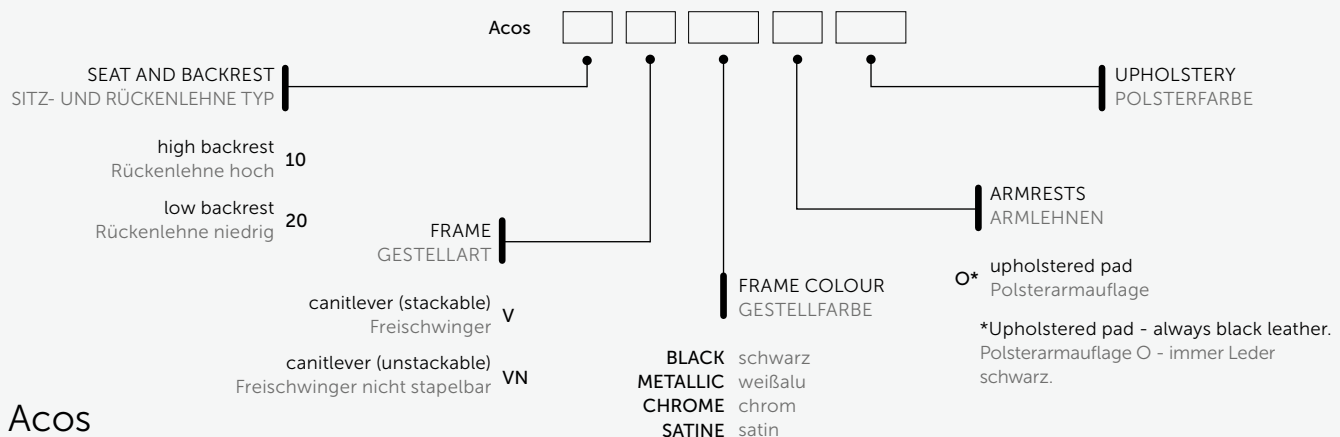 Acos
SEAT AND BACKREST
SITZ- UND RÜCKENLEHNE TYP
high backrest
Rückenlehne hoch
10
low backrest
Rückenlehne niedrig
20
FRAME
GESTELLART
canitlever (stackable)
Freischwinger
V
canitlever (unstackable)
Freischwinger nicht stapelbar
VN
FRAME COLOUR
GESTELLFARBE
BLACK schwarz
METALLIC weißalu
CHROME chrom
SATINE satin
ARMRESTS
ARMLEHNEN
O* upholstered pad
Polsterarmauflage
*Upholstered pad - always black leather.
Polsterarmauflage O - immer Leder
schwarz.
UPHOLSTERY
POLSTERFARBE
Acos